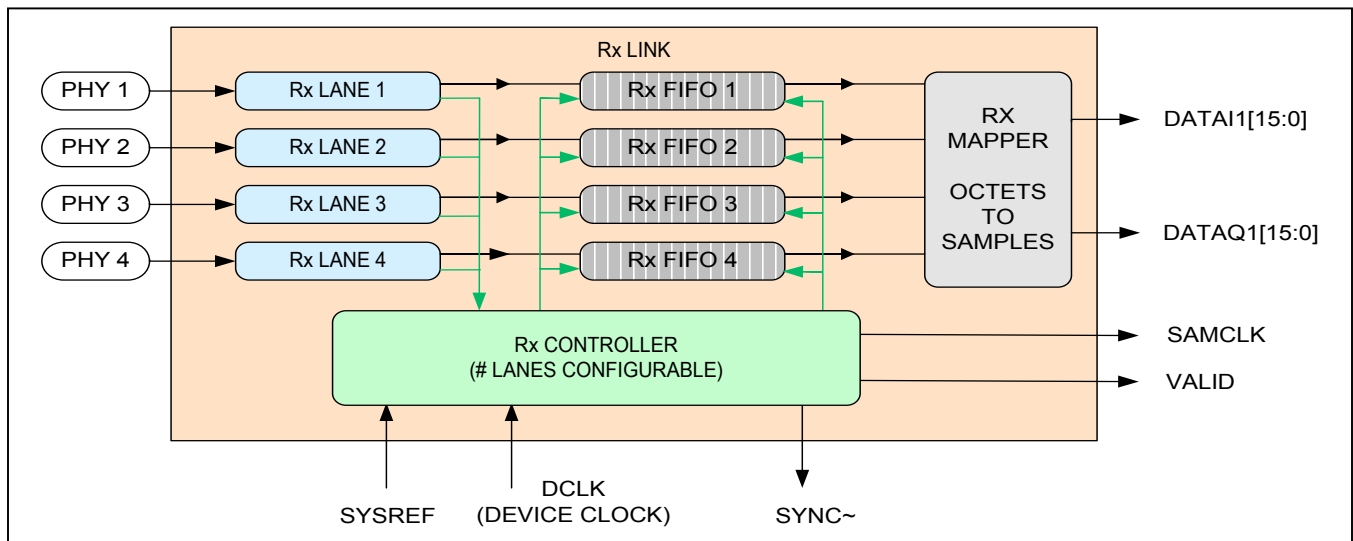 Rx LINK
PHY 1
Rx LANE 1
Rx FIFO 1
PHY 2
Rx LANE 2
Rx FIFO 2
PHY 3
Rx LANE 3
Rx FIFO 3
PHY 4
Rx LANE 4
Rx FIFO 4
RX
MAPPER
OCTETS
TO
SAMPLES
DATAI1[15:0]
DATAQ1[15:0]
Rx CONTROLLER
(# LANES CONFIGURABLE)
SAMCLK
VALID
SYSREF
DCLK
(DEVICE CLOCK)
SYNC~